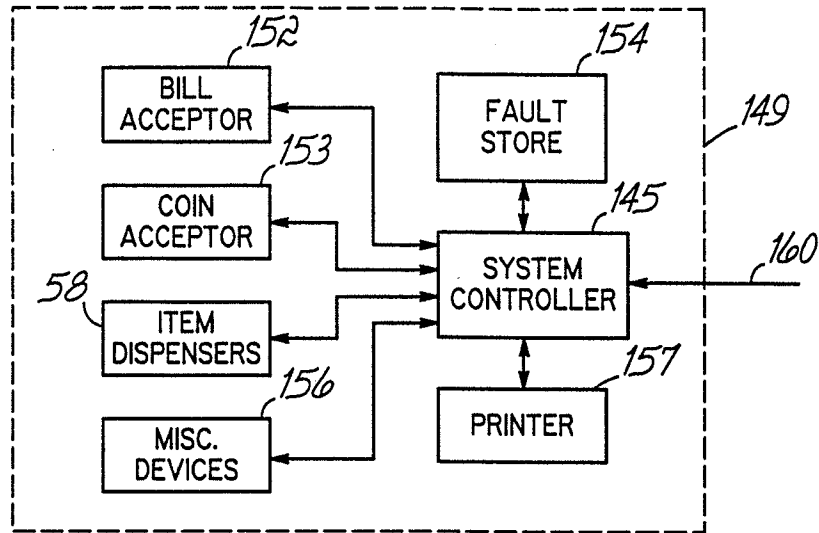 152
BILL
ACCEPTOR
153
COIN
ACCEPTOR
58
ITEM
DISPENSERS
156
MISC.
DEVICES
154
FAULT
STORE
149
145
SYSTEM
CONTROLLER
160
157
PRINTER